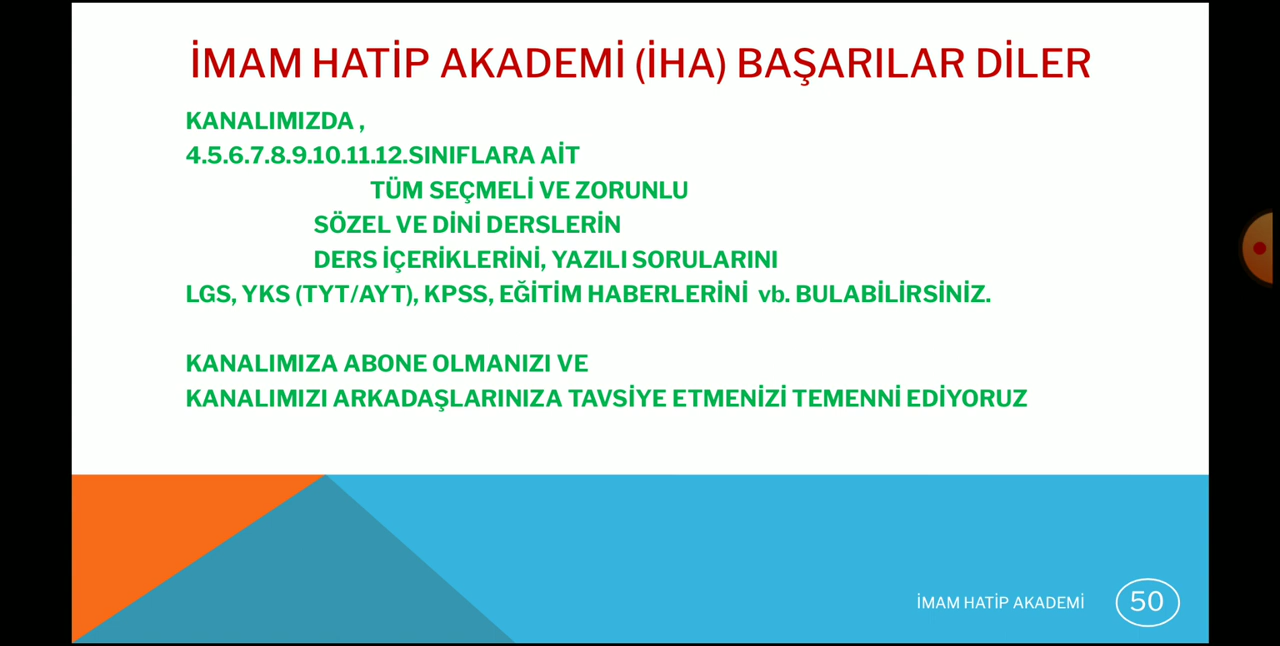 İMAM HATİP AKADEMİ (İHA) BAŞARILAR DİLER
KANALIMIZDA ,
4.5.6.7.8.9.10.11.12.SINIFLARA AİT
TÜM SEÇMELİ VE ZORUNLU
SÖZEL VE DİNİ DERSLERİN
DERS İÇERİKLERİNİ, YAZILI SORULARINI
LGS, YKS (TYT/AYT), KPSS, EĞİTİM HABERLERİNİ vb. BULABİLİRSİNİZ.
KANALIMIZA ABONE OLMANIZI VE
KANALIMIZI ARKADAŞLARINIZA TAVSİYE ETMENİZİ TEMENNİ EDİYORUZ
İMAM HATİP AKADEMİ 50